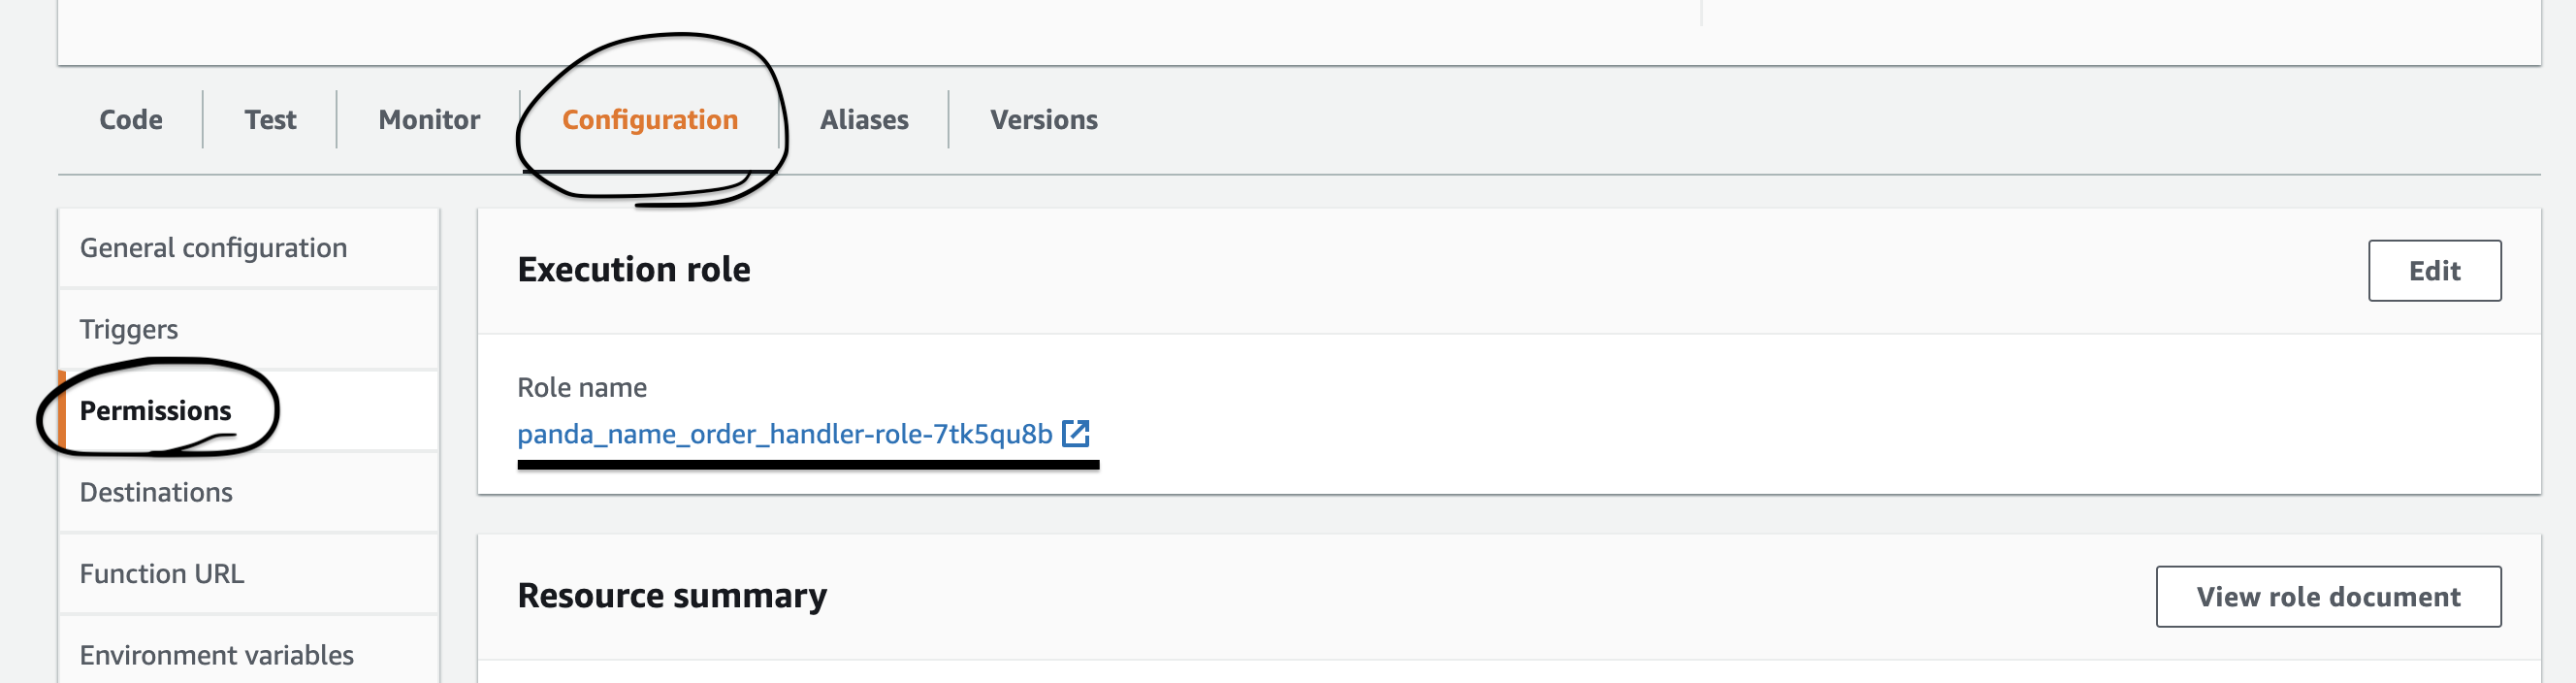 Code Test Monitor Configuration Aliases Versions
General configuration
Triggers
Permissions
Destinations
Function URL
Environment variables
Execution role
Edit
Role name
panda_name_order_handler-role-7tk5qu8b
Resource summary
View role document